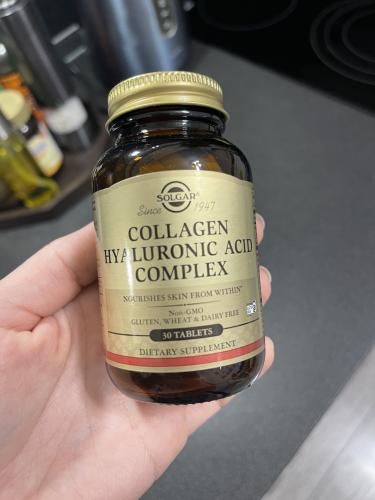 SOLGAR®
Since 1947
COLLAGEN
HYALURONIC ACID
COMPLEX
NOURISHES SKIN FROM WITHIN*
NON-GMO
GLUTEN, WHEAT & DAIRY FREE
30 TABLETS
DIETARY SUPPLEMENT